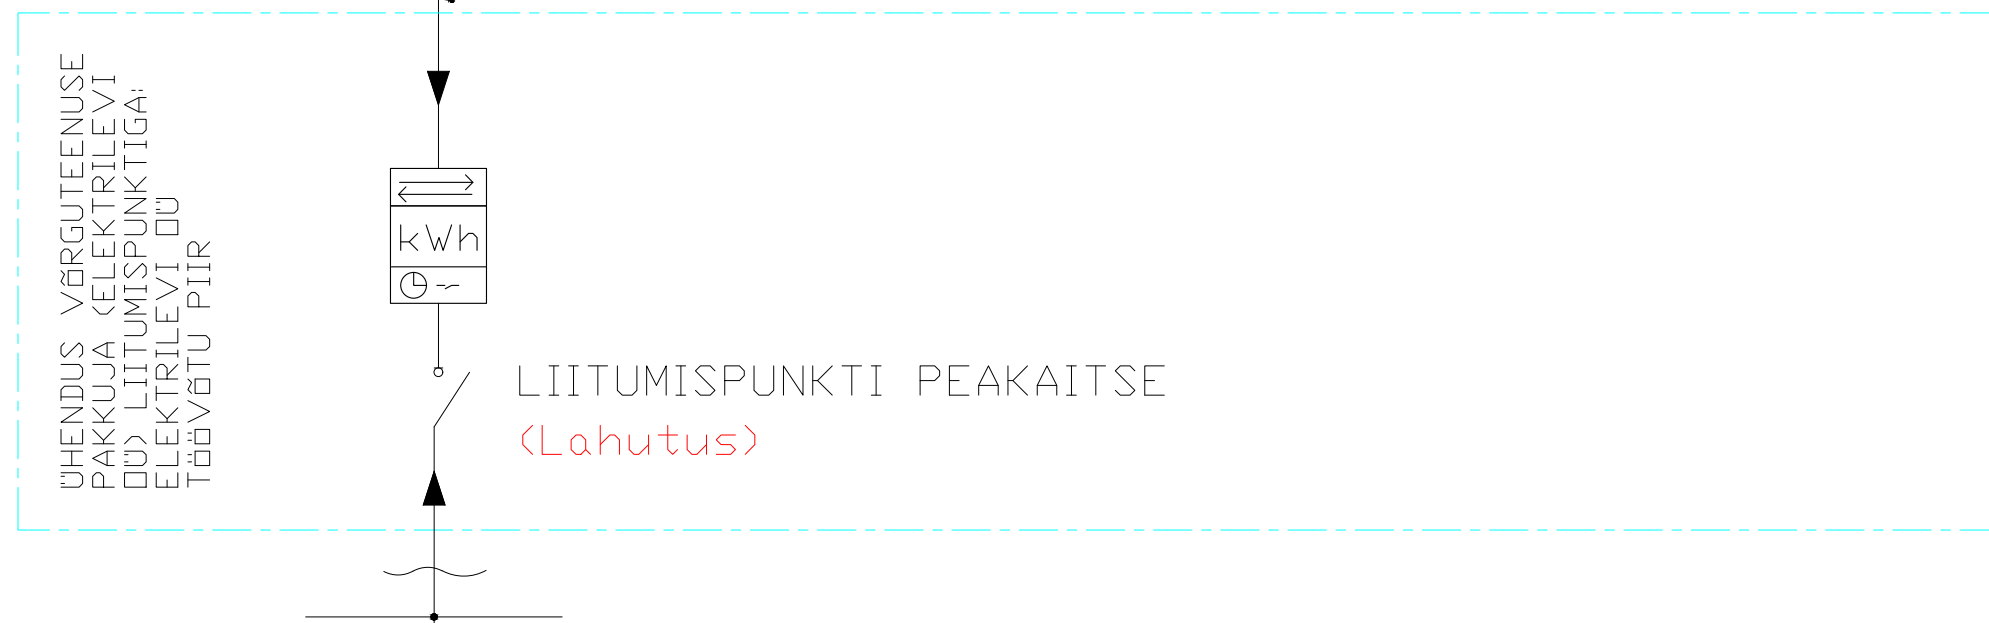 ÜHENDUS VÕRGUTEENUSE
PAKKUJA (ELEKTRILEVI
OÜ) LIITUMISPUNKTIGA:
ELEKTRILEVI OÜ
TÖÖVÕTU PIIR
kWh
LIITUMISPUNKTI PEAKAITSE
(Lahutus)